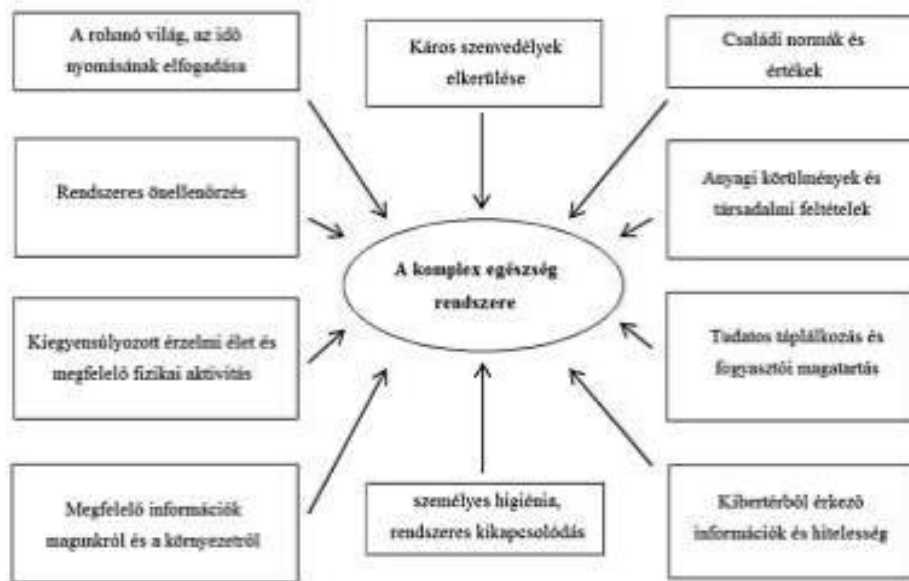 A rohanó világ, az idő
nyomásának elfogadása
Káros szenvedélyek
elkerülése
Családi normák és
értékek
Rendszeres önellenőrzés
Anyagi körülmények és
társadalmi feltételek
A komplex egészség
rendszere
Kiegyensúlyozott érzelmi élet és
megfelelő fizikai aktivitás
Tudatos táplálkozás és
fogyasztói magatartás
Megfelelő információk
magunkról és a környezetről
személyes higiénia,
rendszeres kikapcsolódás
Kibertérből érkező
információk és hitelesség